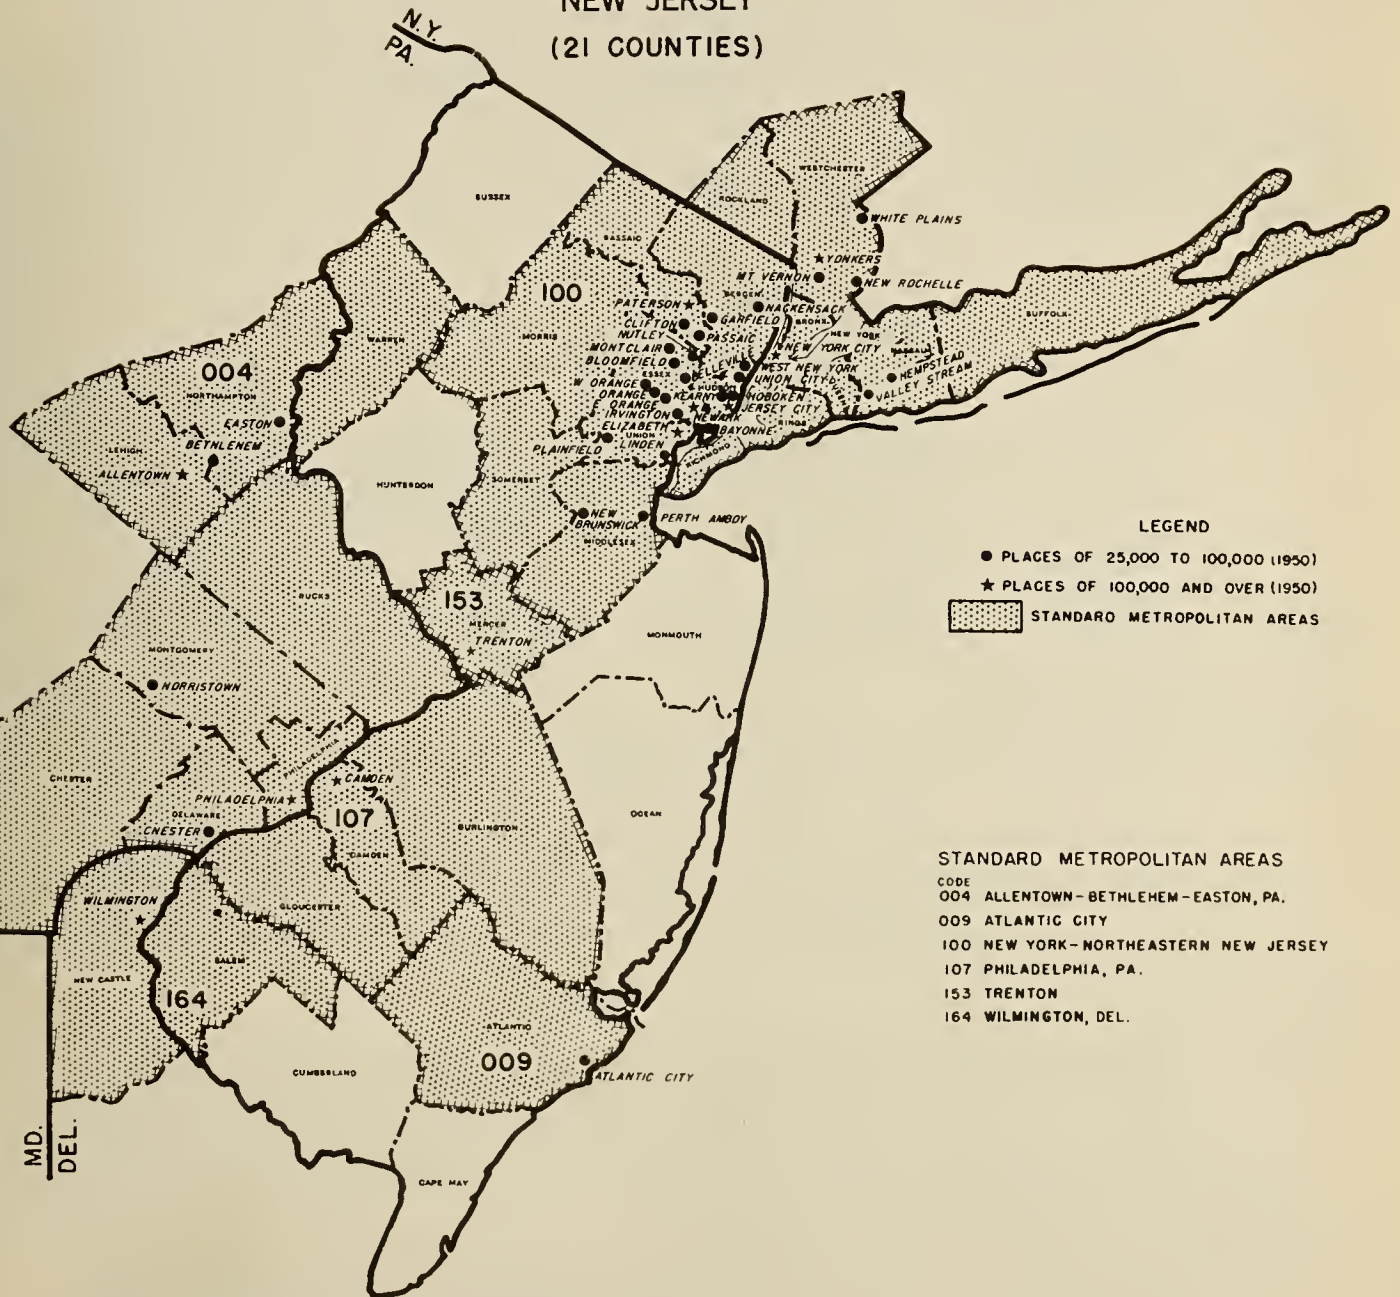 NEW JERSEY
(21 COUNTIES)
N.Y.
PA.
SUSSEX
WESTCHESTER
ROCKLAND
WHITE PLAINS
PASSAIC
YONKERS
MT VERNON
NEW ROCHELLE
100
BERGEN
HACKENSACK
PATERSON
GARFIELD
BRONX
SUFFOLK
CLIFTON
NUTLEY
PASSAIC
NEW YORK
MORRIS
WARREN
MONTCLAIR
NEW YORK CITY
NASSAU
BLOOMFIELD
BELLEVILLE
WEST NEW YORK
HEMPSTEAD
004
ESSEX
UNION CITY
VALLEY STREAM
W ORANGE
HUDSON
NORTHAMPTON
ORANGE
KEARNY
HOBOKEN
ORANGE
JERSEY CITY
IRVINGTON
NEWARK
EASTON
ELIZABETH
BAYONNE
KINGS
BETHLEHEM
UNION
LINDEN
PLAINFIELD
RICHMOND
LEHIGH
ALLENTOWN
SOMERSET
HUNTERDON
NEW
BRUNSWICK
PERTH AMBOY
MIDDLESEX
LEGEND
PLACES OF 25,000 TO 100,000 (1950)
PLACES OF 100,000 AND OVER (1950)
STANDARD METROPOLITAN AREAS
BUCKS
153
MERCER
TRENTON
MONMOUTH
MONTGOMERY
NORRISTOWN
PHILADELPHIA
CHESTER
CAMDEN
PHILADELPHIA
DELAWARE
107
OCEAN
CHESTER
BURLINGTON
CAMDEN
STANDARD METROPOLITAN AREAS
CODE
004 ALLENTOWN-BETHLEHEM-EASTON, PA.
009 ATLANTIC CITY
100 NEW YORK-NORTHEASTERN NEW JERSEY
107 PHILADELPHIA, PA.
153 TRENTON
164 WILMINGTON, DEL.
WILMINGTON
GLOUCESTER
SALEM
NEW CASTLE
164
ATLANTIC
009
CUMBERLAND
ATLANTIC CITY
MD.
DEL.
CAPE MAY